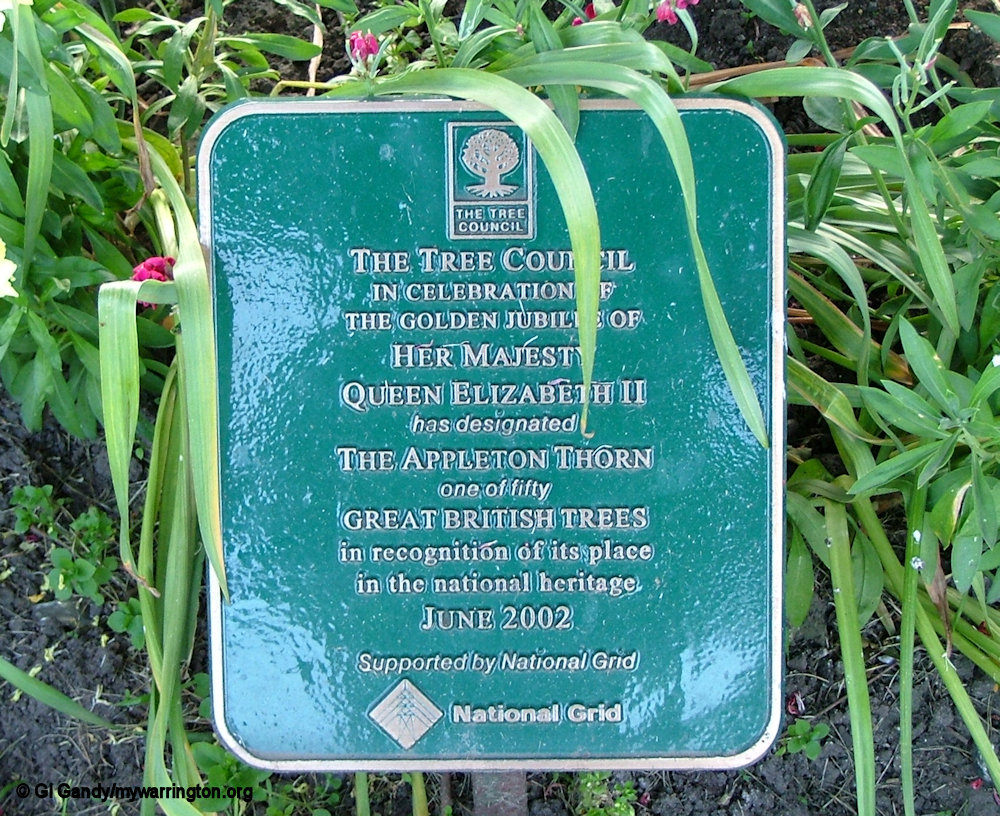 THE TREE
COUNCIL
THE TREE COUNCIL
IN CELEBRATION OF
THE GOLDEN JUBILEE OF
HER MAJESTY
QUEEN ELIZABETH II
has designated
THE APPLETON THORN
one of fifty
GREAT BRITISH TREES
in recognition of its place
in the national heritage
JUNE 2002
Supported by National Grid
National Grid
© Gl Gandy/mywarrington.org